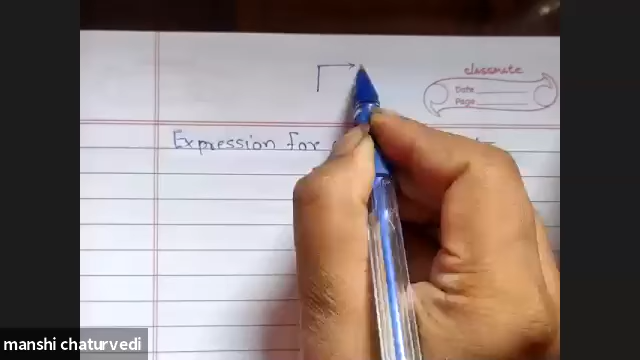 classmate
Date
Page
Expression for
manshi chaturvedi